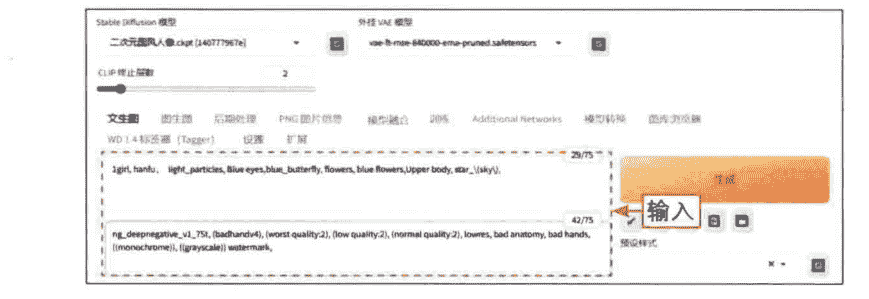 Stable Diffusion 模型
外挂 VAE 模型
二次元国风人像.ckpt [140777967e]
vae-ft-mse-840000-ema-pruned.safetensors
CLIP 终止层数
2
文生图 图生图 后期处理 PNG 图片信息 模型融合 训练 Additional Networks 模型转换 图库浏览器
WD 1.4 标签器 (Tagger) 设置 扩展
29/75
1girl, hanfu, light_particles, Blue eyes,blue_butterfly, flowers, blue flowers,Upper body, star_\(sky\),
生成
输入
42/75
ng_deepnegative_v1_75t, (badhandv4), (worst quality:2), (low quality:2), (normal quality:2), lowres, bad anatomy, bad hands,
((monochrome)), ((grayscale)) watermark,
预设样式